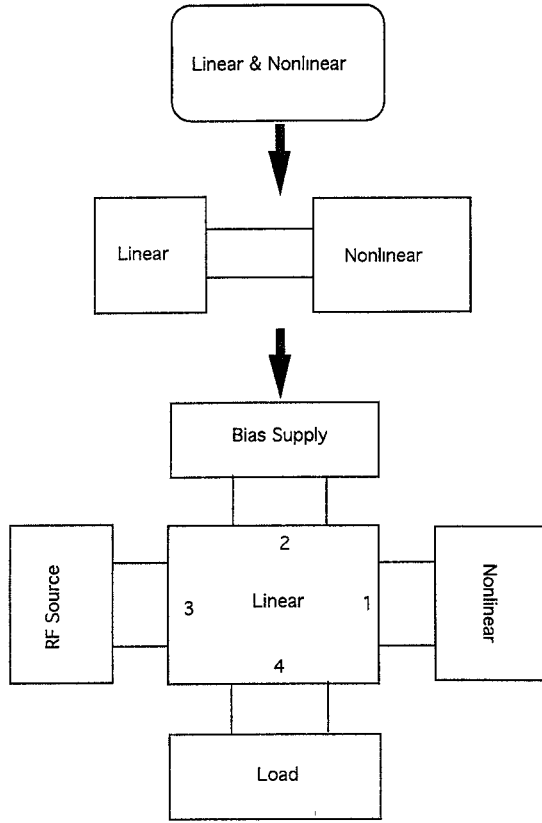 Linear & Nonlinear
Linear
Nonlinear
Bias Supply
2
RF Source
3
Linear
1
Nonlinear
4
Load